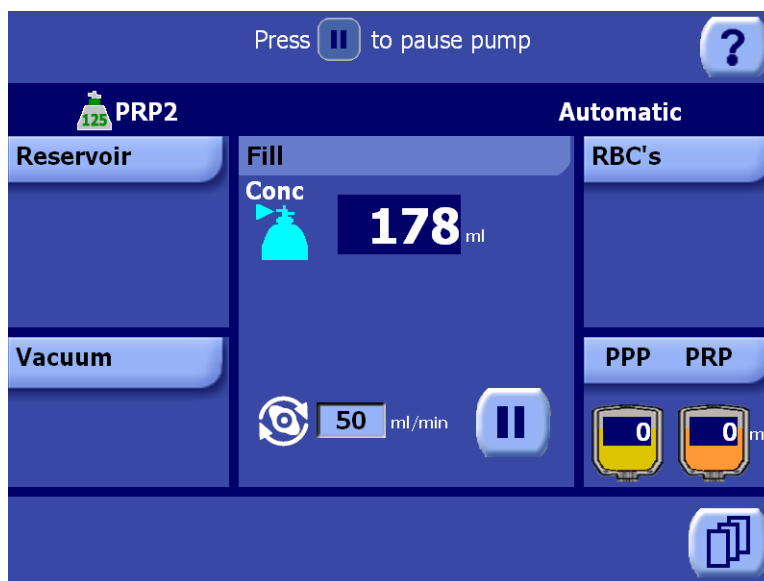 Press to pause pump
?
125 PRP2
Automatic
Reservoir
Fill
RBC's
Conc
178 ml
Vacuum
PPP PRP
50 ml/min
0 0 m